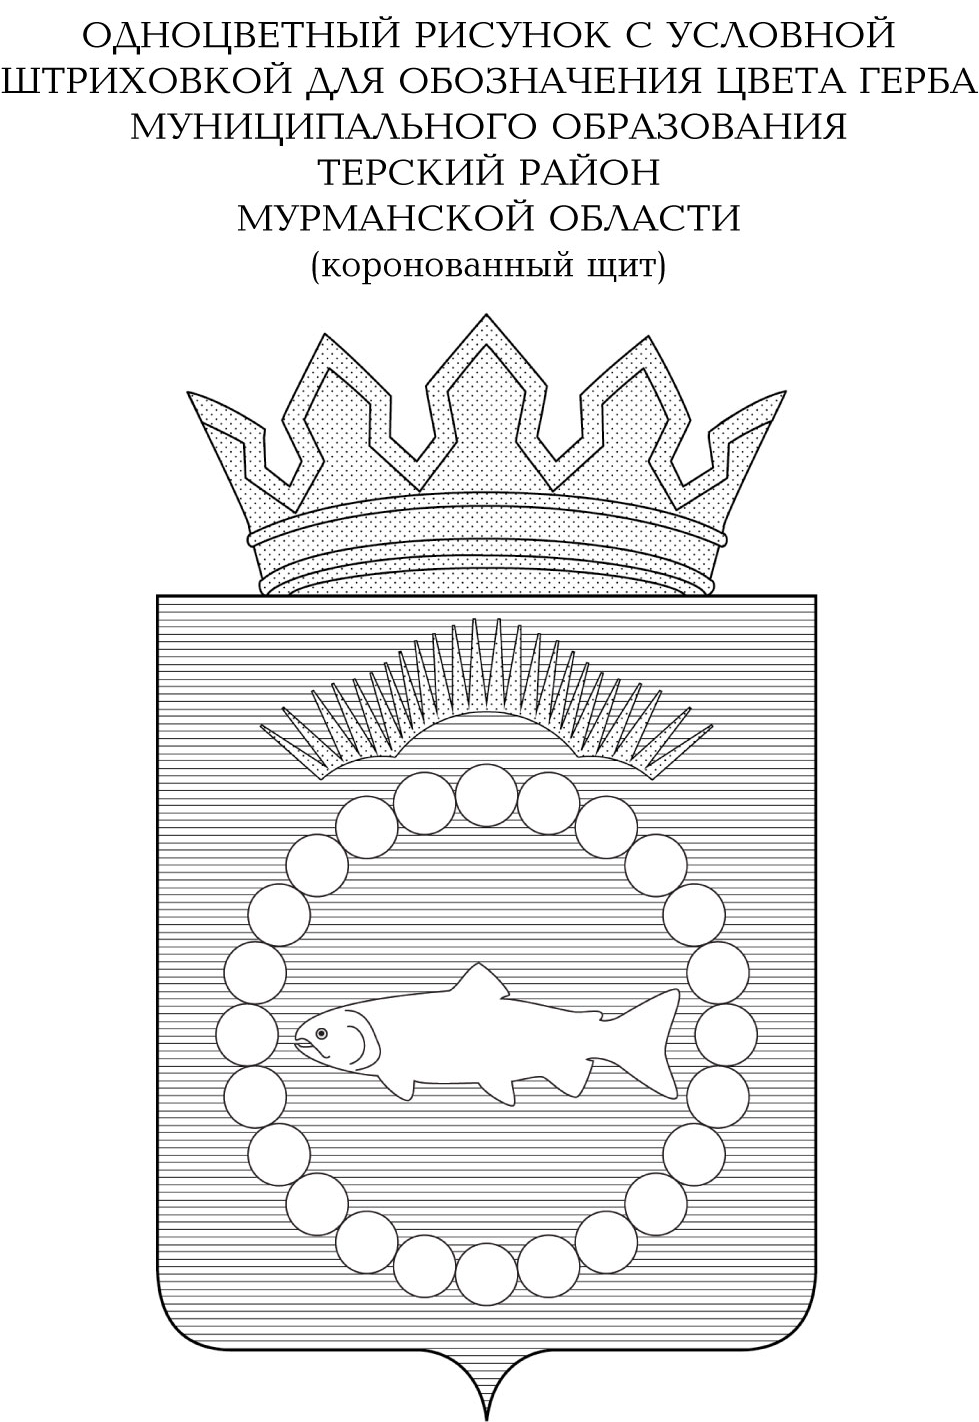 ОДНОЦВЕТНЫЙ РИСУНОК С УСЛОВНОЙ
ШТРИХОВКОЙ ДЛЯ ОБОЗНАЧЕНИЯ ЦВЕТА ГЕРБА
МУНИЦИПАЛЬНОГО ОБРАЗОВАНИЯ
ТЕРСКИЙ РАЙОН
МУРМАНСКОЙ ОБЛАСТИ
(коронованный щит)